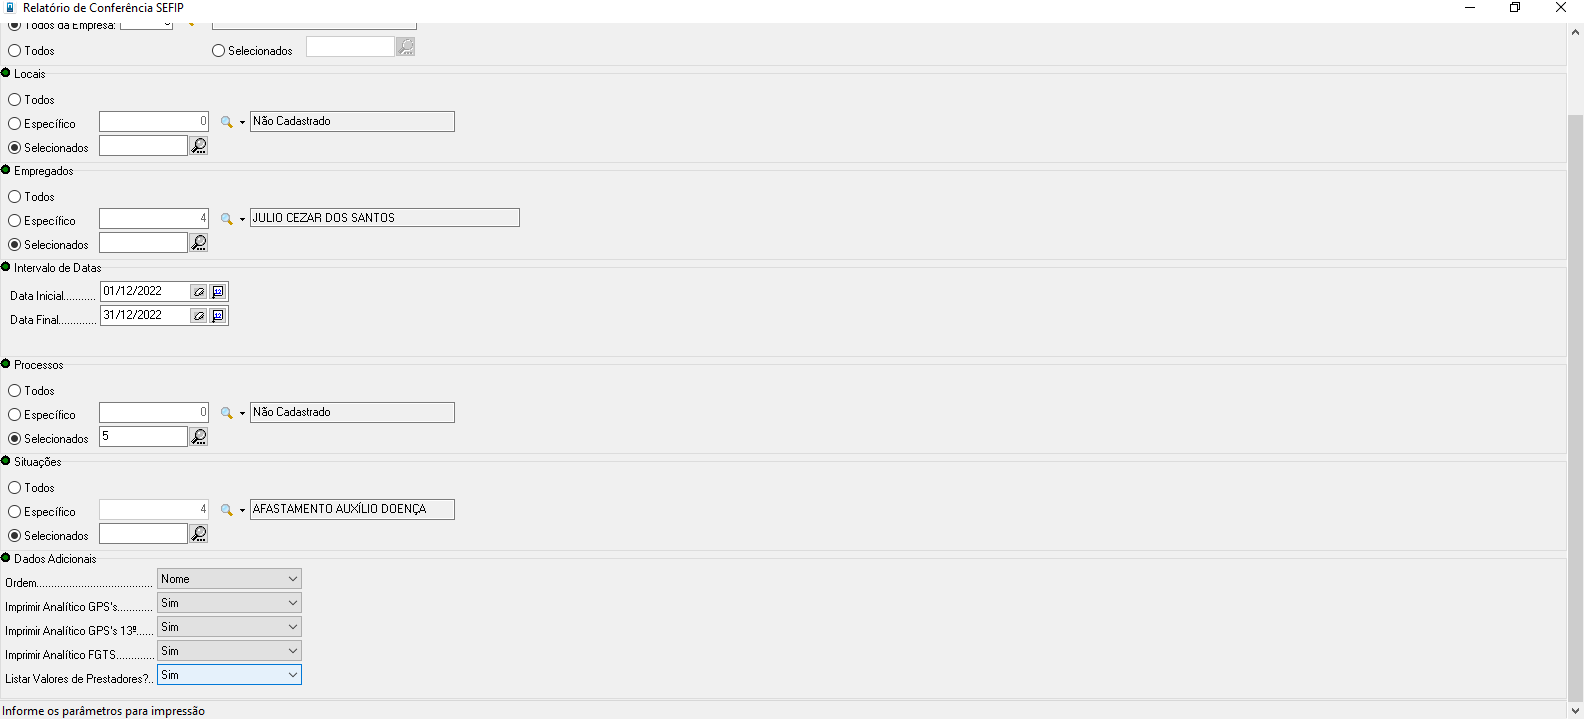 Relatório de Conferência SEFIP
Todos da Empresa:
Todos Selecionados
Locais
Todos
Específico 0 Não Cadastrado
Selecionados
Empregados
Todos
Específico 4 JULIO CEZAR DOS SANTOS
Selecionados
Intervalo de Datas
Data Inicial........... 01/12/2022
Data Final............. 31/12/2022
Processos
Todos
Específico 0 Não Cadastrado
Selecionados 5
Situações
Todos
Específico 4 AFASTAMENTO AUXÍLIO DOENÇA
Selecionados
Dados Adicionais
Ordem....................................... Nome
Imprimir Analítico GPS's............ Sim
Imprimir Analítico GPS's 13º...... Sim
Imprimir Analítico FGTS............. Sim
Listar Valores de Prestadores?.. Sim
Informe os parâmetros para impressão